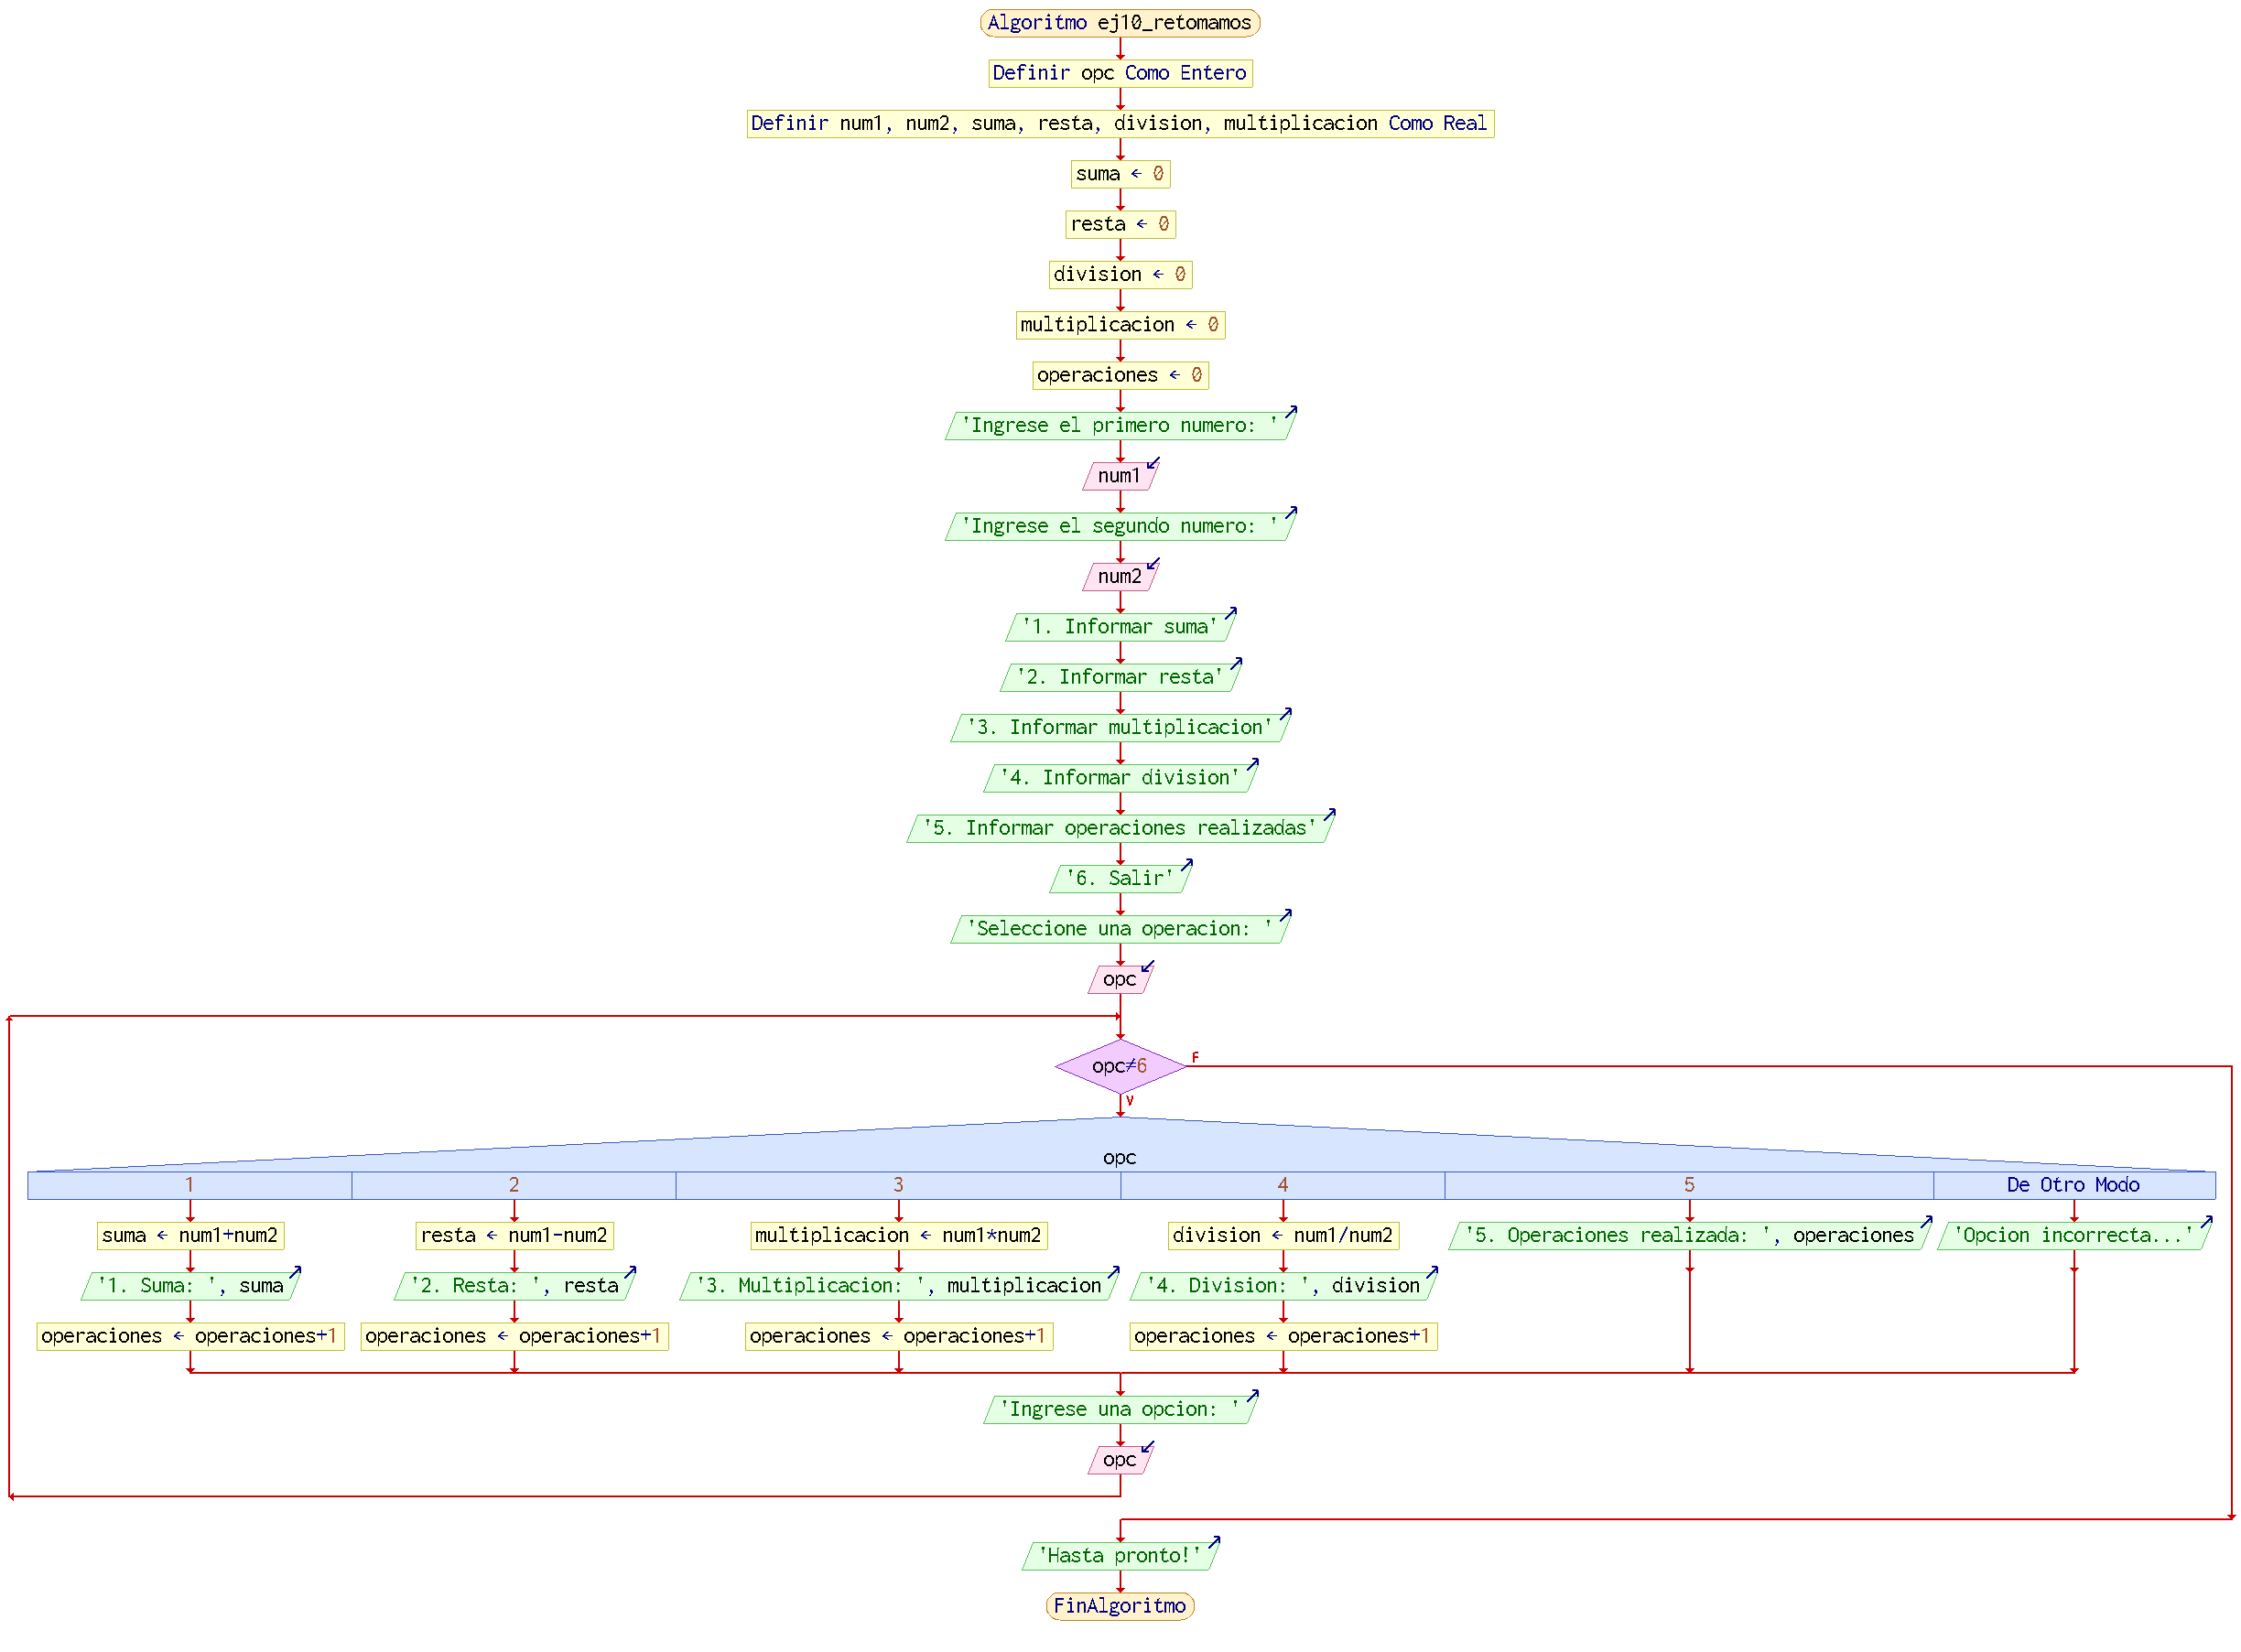 Algoritmo ej10_retomamos
Definir opc Como Entero
Definir num1, num2, suma, resta, division, multiplicacion Como Real
suma ← 0
resta ← 0
division ← 0
multiplicacion ← 0
operaciones ← 0
'Ingrese el primero numero: '
num1
'Ingrese el segundo numero: '
num2
'1. Informar suma'
'2. Informar resta'
'3. Informar multiplicacion'
'4. Informar division'
'5. Informar operaciones realizadas'
'6. Salir'
'Seleccione una operacion: '
opc
opc≠6 F
V
opc
1 2 3 4 5 De Otro Modo
suma ← num1+num2 resta ← num1-num2 multiplicacion ← num1*num2 division ← num1/num2 '5. Operaciones realizada: ', operaciones 'Opcion incorrecta...'
'1. Suma: ', suma '2. Resta: ', resta '3. Multiplicacion: ', multiplicacion '4. Division: ', division
operaciones ← operaciones+1 operaciones ← operaciones+1 operaciones ← operaciones+1 operaciones ← operaciones+1
'Ingrese una opcion: '
opc
'Hasta pronto!'
FinAlgoritmo